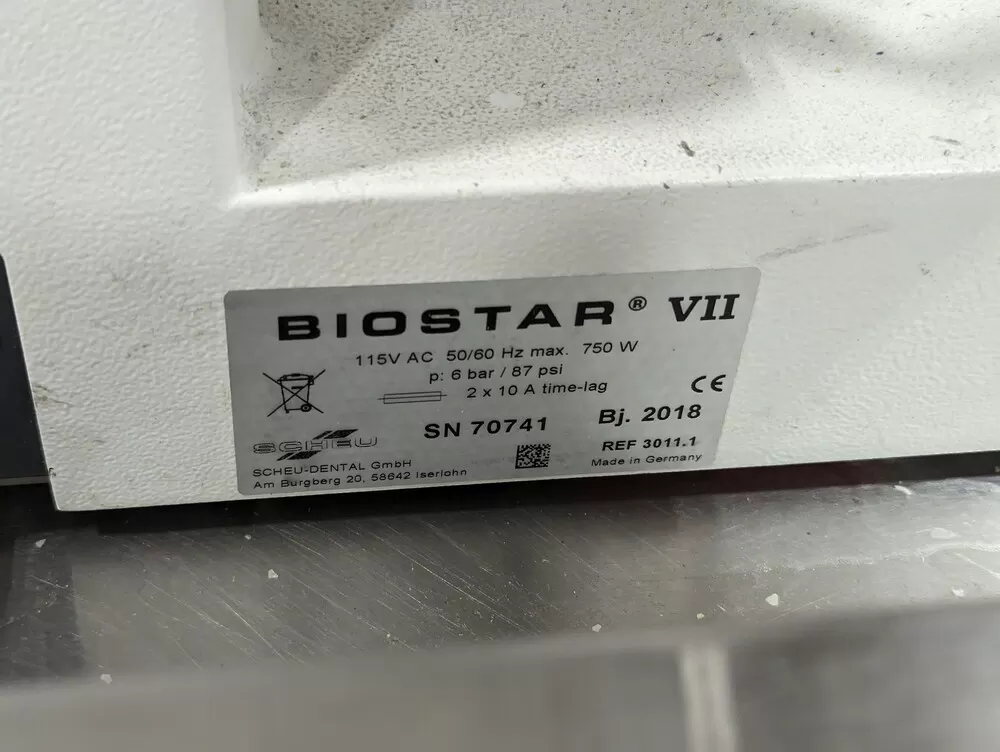 BIOSTAR® VII
115V AC 50/60 Hz max. 750 W
p: 6 bar / 87 psi
2 x 10 A time-lag
CE
SN 70741
Bj. 2018
SCHEU
REF 3011.1
SCHEU-DENTAL GmbH
Made in Germany
Am Burgberg 20, 58642 Iserlohn